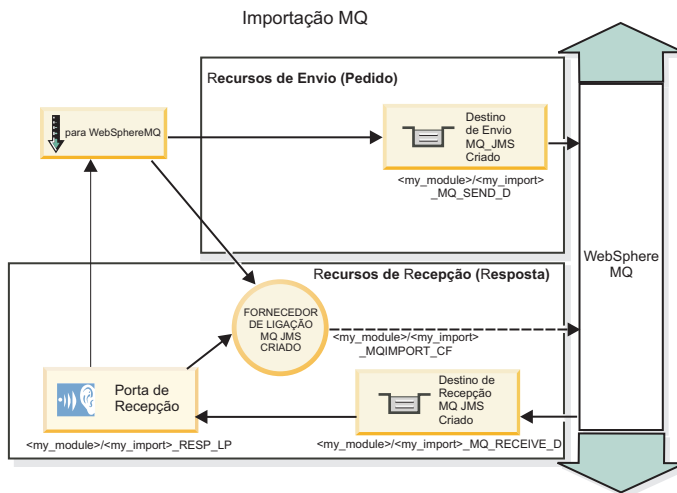 Importação MQ
Recursos de Envio (Pedido)
para WebSphereMQ
Destino
de Envio
MQ_JMS
Criado
<my_module>/<my_import>
_MQ_SEND_D
WebSphere
MQ
Recursos de Recepção (Resposta)
FORNECEDOR
DE LIGAÇÃO
MQ JMS
CRIADO
<my_module>/<my_import>
_MQIMPORT_CF
Porta de
Recepção
<my_module>/<my_import>_RESP_LP
Destino de
Recepção
MQ JMS
Criado
<my_module>/<my_import>_MQ_RECEIVE_D